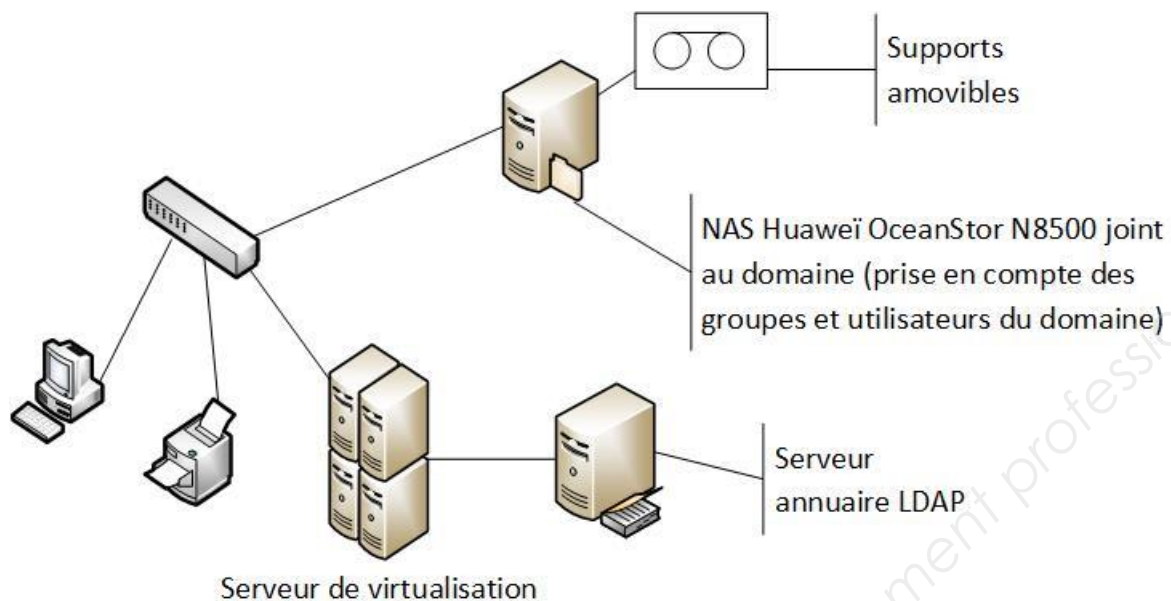 Supports
amovibles
NAS Huaweï OceanStor N8500 joint
au domaine (prise en compte des
groupes et utilisateurs du domaine)
Serveur
annuaire LDAP
Serveur de virtualisation